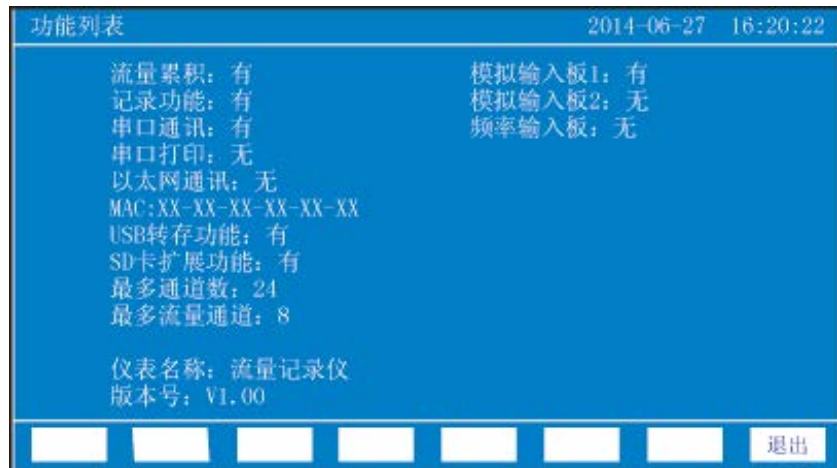 功能列表 2014-06-27 16:20:22
流量累积：有
记录功能：有
串口通讯：有
串口打印：无
以太网通讯：无
MAC:XX-XX-XX-XX-XX-XX
USB转存功能：有
SD卡扩展功能：有
最多通道数：24
最多流量通道：8
仪表名称：流量记录仪
版本号：V1.00
模拟输入板1：有
模拟输入板2：无
频率输入板：无
退出